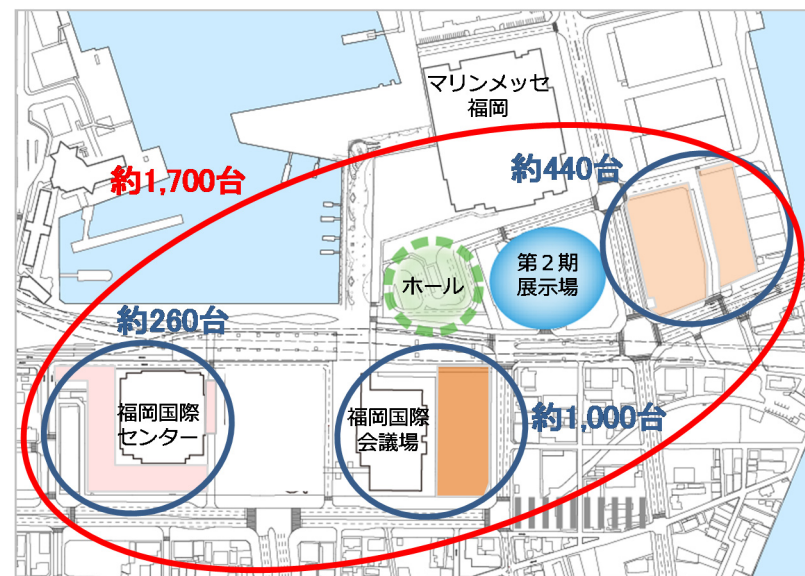 マリンメッセ
福岡
約1,700台
約440台
ホール
第2期
展示場
約260台
福岡国際
センター
福岡国際
会議場
約1,000台